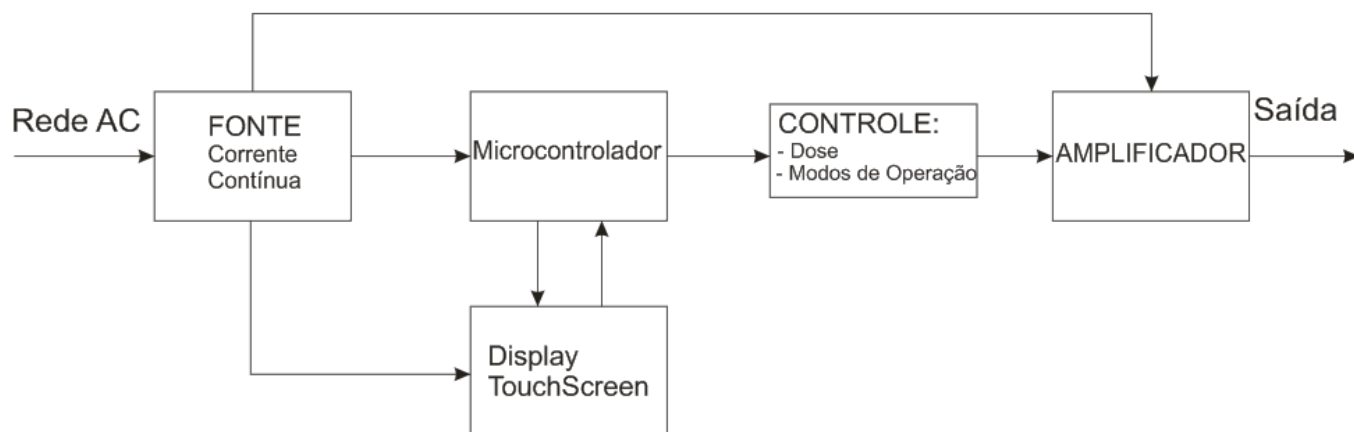 Rede AC
FONTE
Corrente
Contínua
Microcontrolador
CONTROLE:
- Dose
- Modos de Operação
AMPLIFICADOR
Saída
Display
TouchScreen